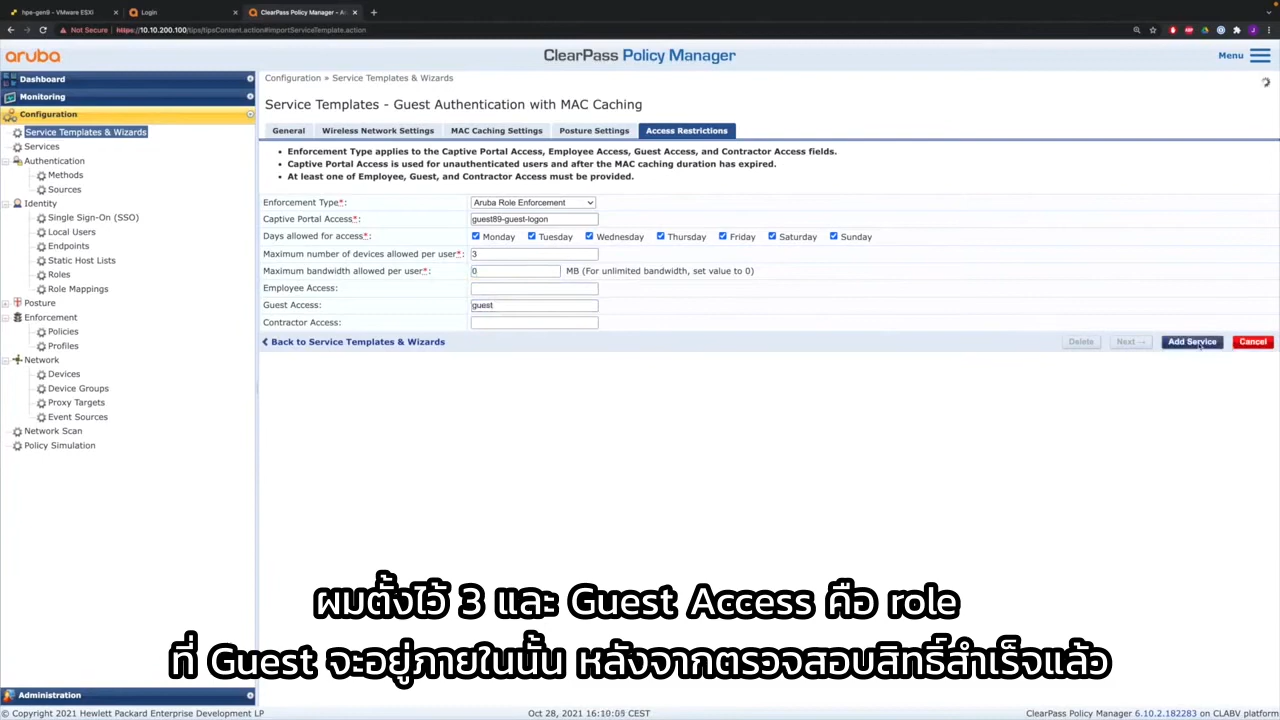 hpe-gen9 - VMware ESXi
Login
ClearPass Policy Manager - A
Not Secure
https://10.10.200.100/tips/tipsContent.action#importServiceTemplate.action
aruba
ClearPass Policy Manager
Menu
Dashboard
Monitoring
Configuration
Service Templates & Wizards
Services
Authentication
Methods
Sources
Identity
Single Sign-On (SSO)
Local Users
Endpoints
Static Host Lists
Roles
Role Mappings
Posture
Enforcement
Policies
Profiles
Network
Devices
Device Groups
Proxy Targets
Event Sources
Network Scan
Policy Simulation
Administration
Configuration » Service Templates & Wizards
Service Templates - Guest Authentication with MAC Caching
General Wireless Network Settings MAC Caching Settings Posture Settings Access Restrictions
• Enforcement Type applies to the Captive Portal Access, Employee Access, Guest Access, and Contractor Access fields.
• Captive Portal Access is used for unauthenticated users and after the MAC caching duration has expired.
• At least one of Employee, Guest, and Contractor Access must be provided.
Enforcement Type*: Aruba Role Enforcement
Captive Portal Access*: guest89-guest-logon
Days allowed for access*: Monday Tuesday Wednesday Thursday Friday Saturday Sunday
Maximum number of devices allowed per user*: 3
Maximum bandwidth allowed per user*: 0 MB (For unlimited bandwidth, set value to 0)
Employee Access:
Guest Access: guest
Contractor Access:
Back to Service Templates & Wizards
Delete Next → Add Service Cancel
ผมตั้งไว้ 3 และ Guest Access คือ role
ที่ Guest จะอยู่ภายในนั้น หลังจากตรวจสอบสิทธิ์สำเร็จแล้ว
© Copyright 2021 Hewlett Packard Enterprise Development LP
Oct 28, 2021 16:10:05 CEST
ClearPass Policy Manager 6.10.2.182283 on CLABV platform